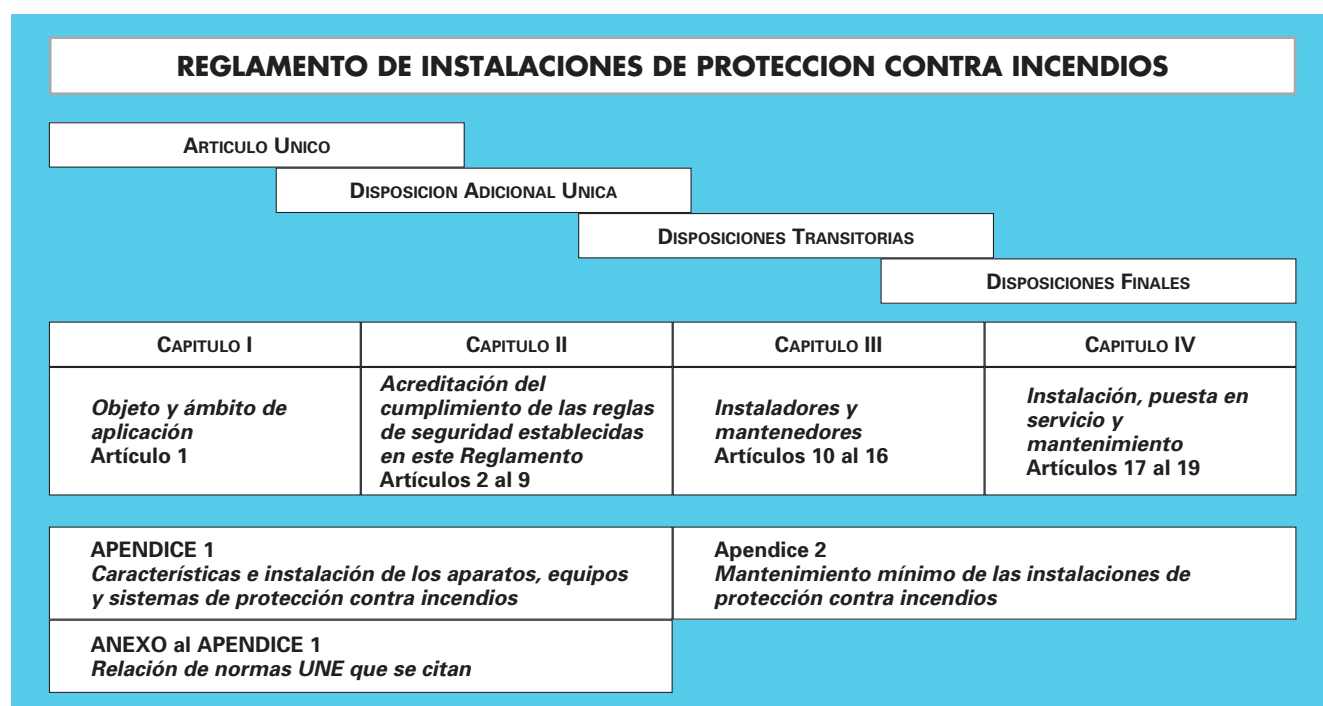 REGLAMENTO DE INSTALACIONES DE PROTECCION CONTRA INCENDIOS
ARTICULO UNICO
DISPOSICION ADICIONAL UNICA
DISPOSICIONES TRANSITORIAS
DISPOSICIONES FINALES
CAPITULO I
Objeto y ámbito de
aplicación
Artículo 1
CAPITULO II
Acreditación del
cumplimiento de las reglas
de seguridad establecidas
en este Reglamento
Artículos 2 al 9
CAPITULO III
Instaladores y
mantenedores
Artículos 10 al 16
CAPITULO IV
Instalación, puesta en
servicio y
mantenimiento
Artículos 17 al 19
APENDICE 1
Características e instalación de los aparatos, equipos
y sistemas de protección contra incendios
Apendice 2
Mantenimiento mínimo de las instalaciones de
protección contra incendios
ANEXO al APENDICE 1
Relación de normas UNE que se citan